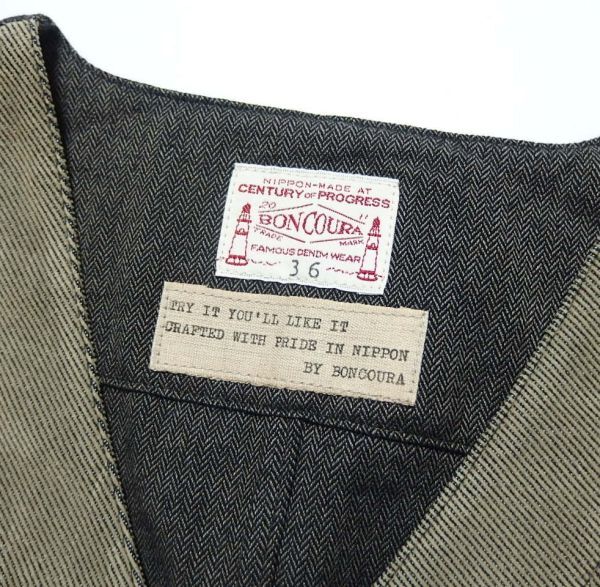 NIPPON-MADE AT
CENTURY OF PROGRESS
20 11
BONCOURA
TRADE MARK
FAMOUS DENIM WEAR
36
TRY IT YOU'LL LIKE IT
CRAFTED WITH PRIDE IN NIPPON
BY BONCOURA